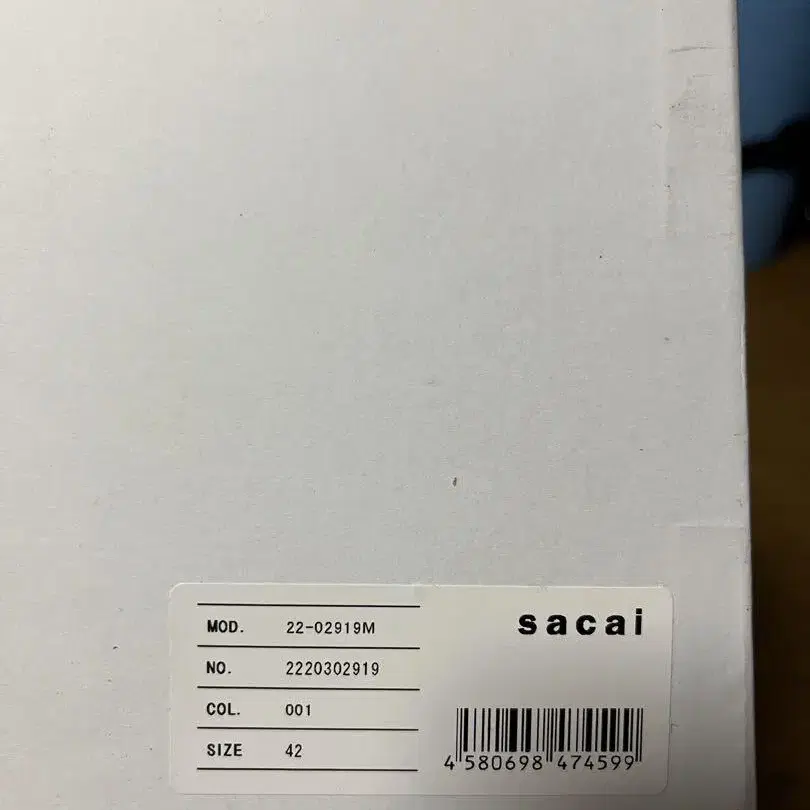 sacai
MOD. 22-02919M
NO. 2220302919
COL. 001
SIZE 42
4 580698 474599